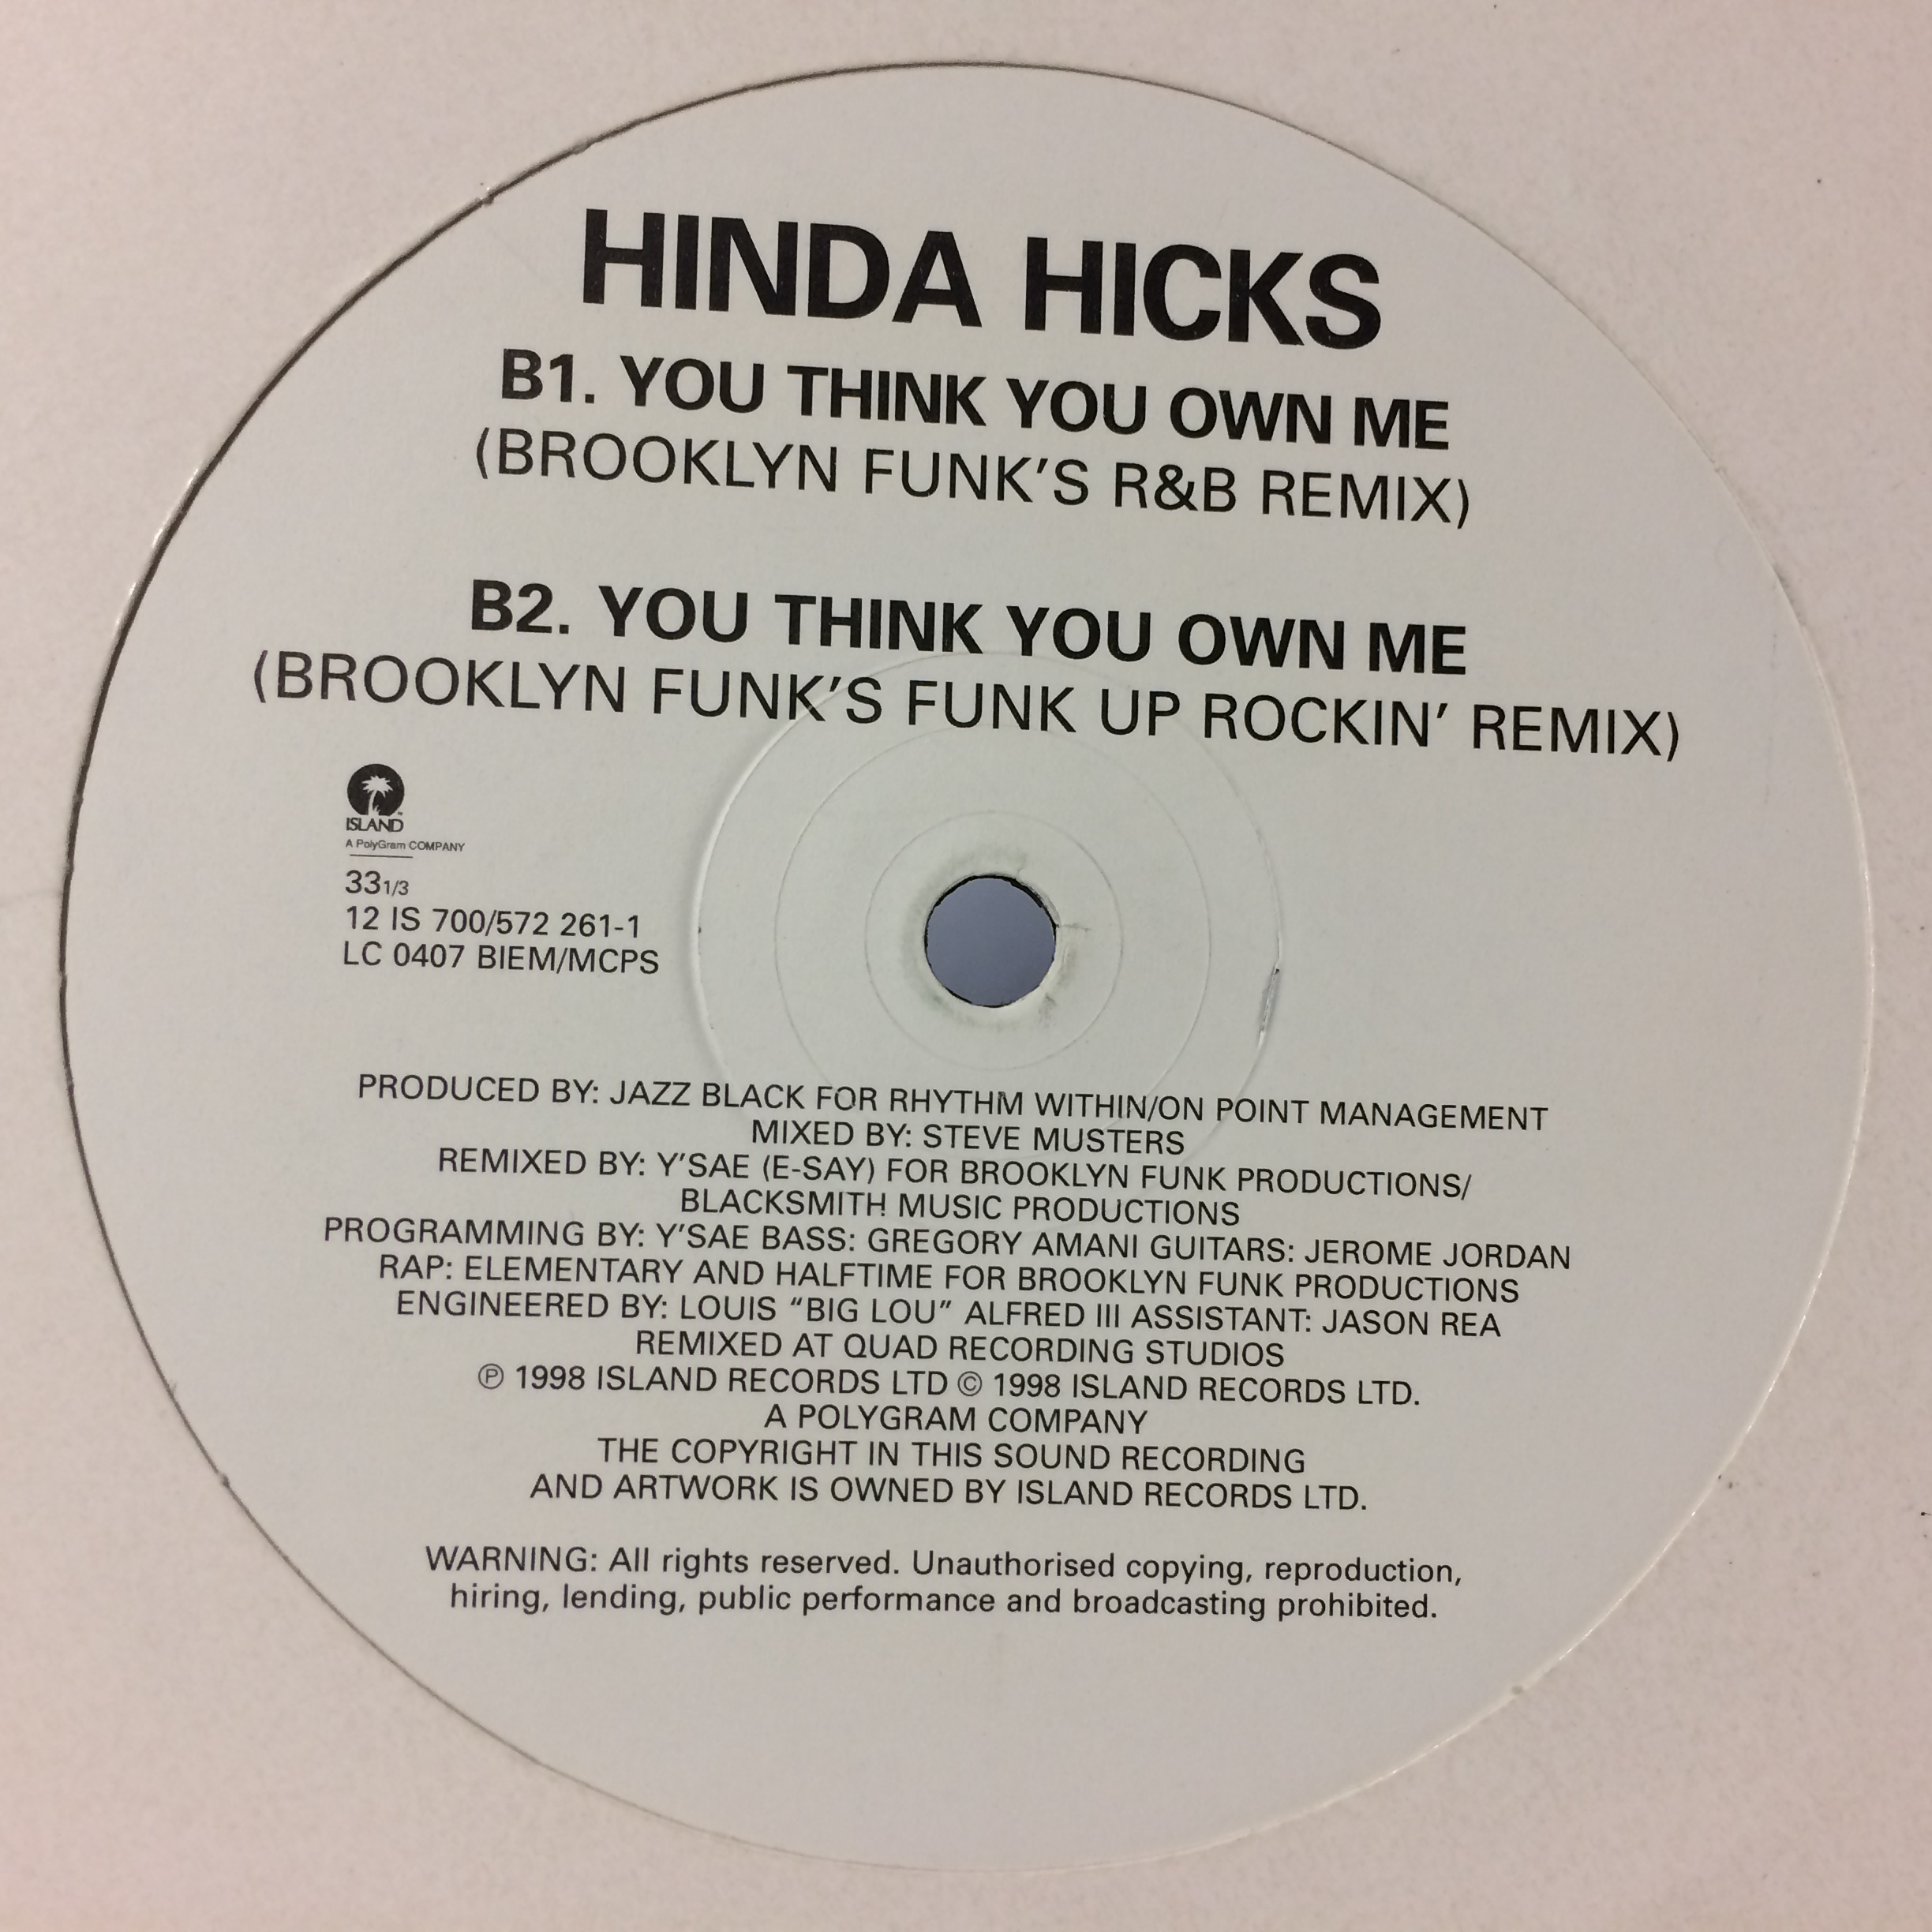 HINDA HICKS
B1. YOU THINK YOU OWN ME
(BROOKLYN FUNK'S R&B REMIX)
B2. YOU THINK YOU OWN ME
(BROOKLYN FUNK'S FUNK UP ROCKIN' REMIX)
ISLAND
A PolyGram COMPANY
33 1/3
12 IS 700/572 261-1
LC 0407 BIEM/MCPS
PRODUCED BY: JAZZ BLACK FOR RHYTHM WITHIN/ON POINT MANAGEMENT
MIXED BY: STEVE MUSTERS
REMIXED BY: Y'SAE (E-SAY) FOR BROOKLYN FUNK PRODUCTIONS/
BLACKSMITH MUSIC PRODUCTIONS
PROGRAMMING BY: Y'SAE BASS: GREGORY AMANI GUITARS: JEROME JORDAN
RAP: ELEMENTARY AND HALFTIME FOR BROOKLYN FUNK PRODUCTIONS
ENGINEERED BY: LOUIS "BIG LOU" ALFRED III ASSISTANT: JASON REA
REMIXED AT QUAD RECORDING STUDIOS
℗ 1998 ISLAND RECORDS LTD © 1998 ISLAND RECORDS LTD.
A POLYGRAM COMPANY
THE COPYRIGHT IN THIS SOUND RECORDING
AND ARTWORK IS OWNED BY ISLAND RECORDS LTD.
WARNING: All rights reserved. Unauthorised copying, reproduction,
hiring, lending, public performance and broadcasting prohibited.